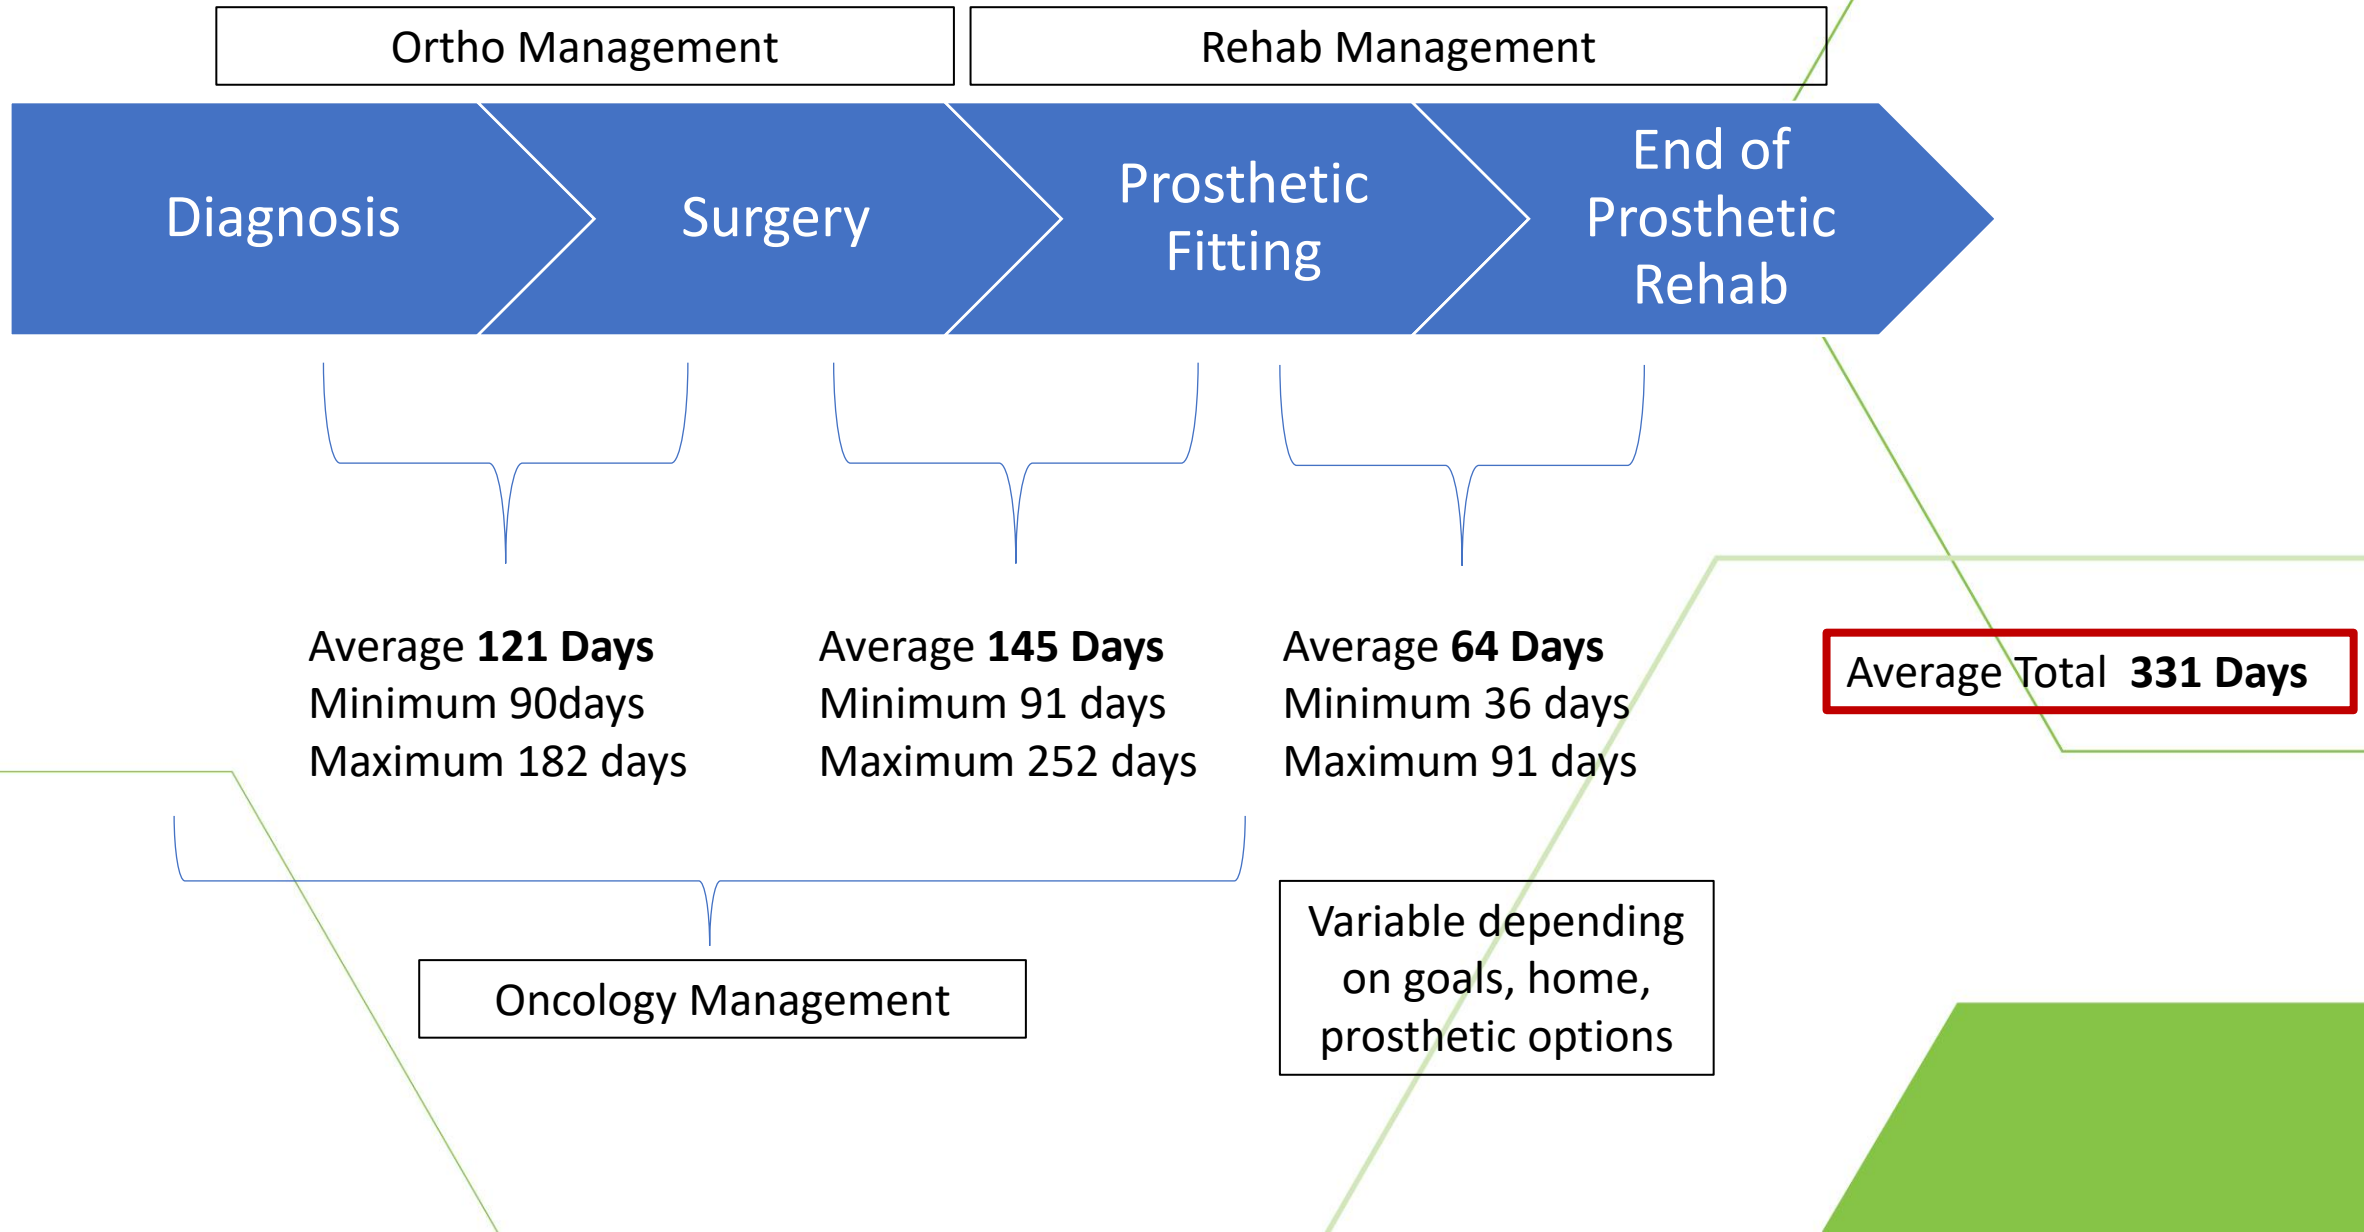 Ortho Management
Rehab Management
Diagnosis
Surgery
Prosthetic
Fitting
End of
Prosthetic
Rehab
Average 121 Days
Minimum 90days
Maximum 182 days
Average 145 Days
Minimum 91 days
Maximum 252 days
Average 64 Days
Minimum 36 days
Maximum 91 days
Average Total  331 Days
Oncology Management
Variable depending
on goals, home,
prosthetic options